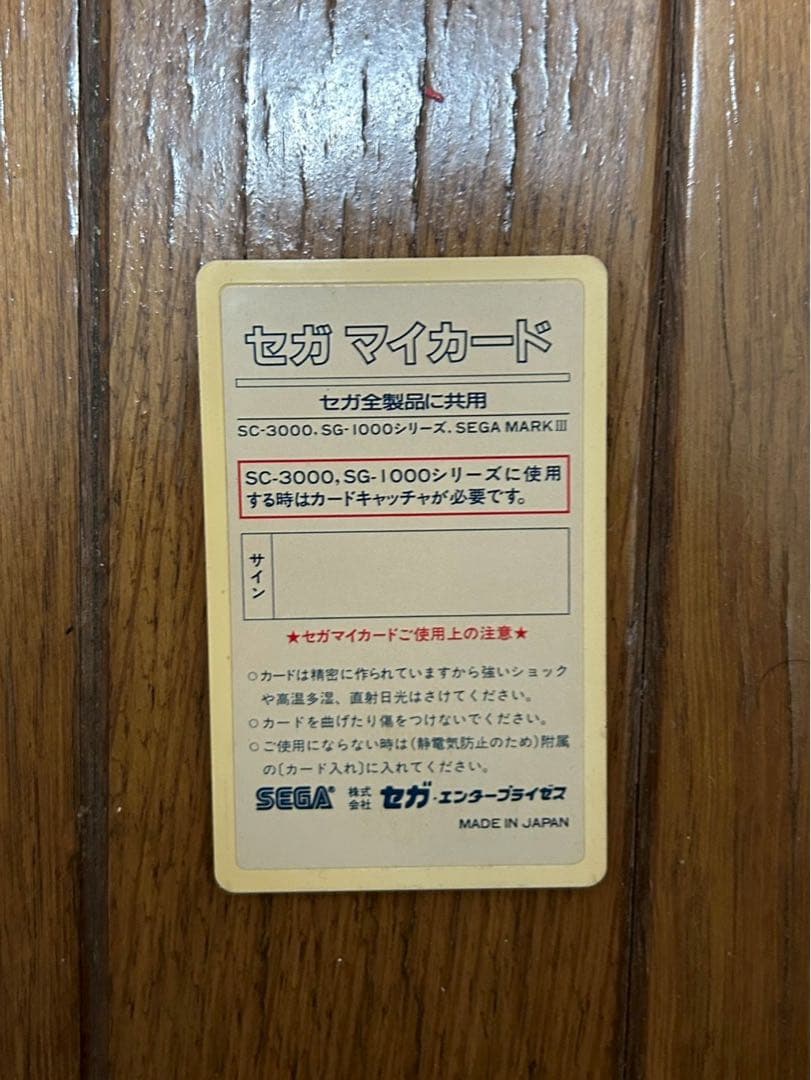 セガ マイカード
セガ全製品に共用
SC-3000, SG-1000シリーズ, SEGA MARKⅢ
SC-3000, SG-1000シリーズに使用
する時はカードキャッチャが必要です。
サイン
★セガマイカードご使用上の注意★
○カードは精密に作られていますから強いショック
や高温多湿、直射日光はさけてください。
○カードを曲げたり傷をつけないでください。
○ご使用にならない時は(静電気防止のため)附属
の〔カード入れ〕に入れてください。
SEGA® 株式会社 セガ・エンタープライゼス
MADE IN JAPAN